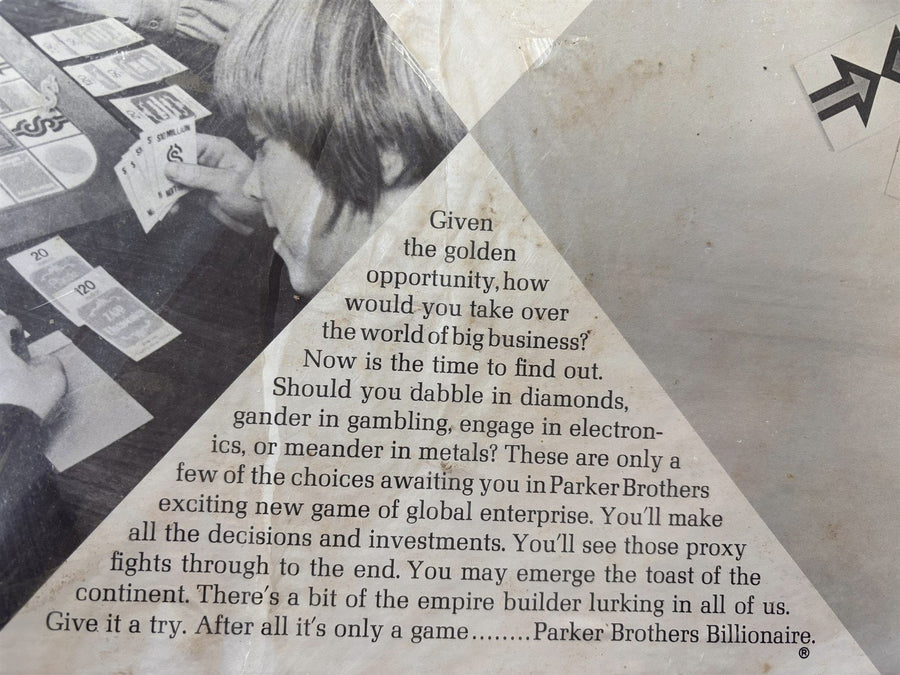 20
120
$10 MILLION
Given
the golden
opportunity, how
would you take over
the world of big business?
Now is the time to find out.
Should you dabble in diamonds,
gander in gambling, engage in electron-
ics, or meander in metals? These are only a
few of the choices awaiting you in Parker Brothers
exciting new game of global enterprise. You'll make
all the decisions and investments. You'll see those proxy
fights through to the end. You may emerge the toast of the
continent. There's a bit of the empire builder lurking in all of us.
Give it a try. After all it's only a game........Parker Brothers Billionaire.
®